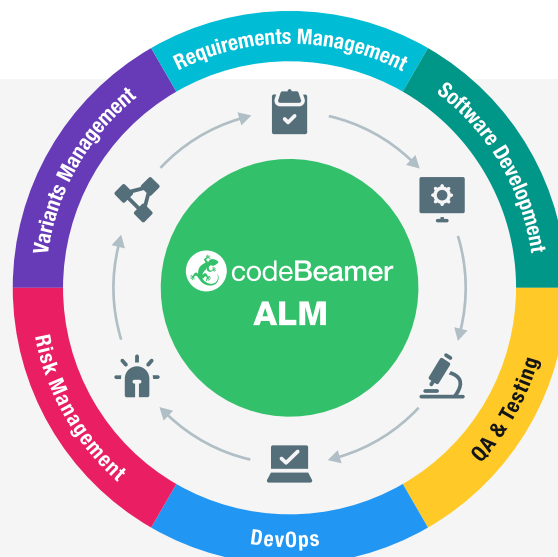 Requirements Management
Software Development
QA & Testing
DevOps
Risk Management
Variants Management
codeBeamer
ALM